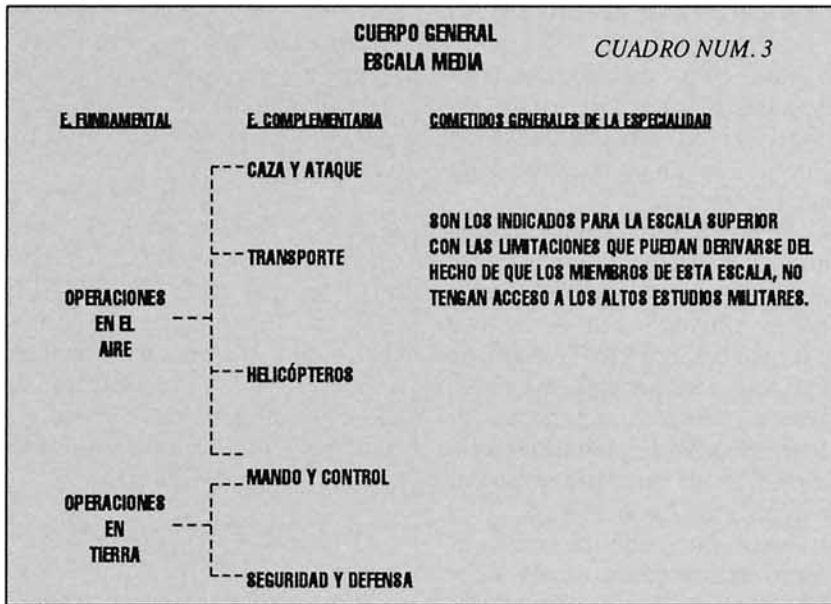 CUERPO GENERAL
ESCALA MEDIA
CUADRO NUM. 3
E. FUNDAMENTAL
E. COMPLEMENTARIA
COMETIDOS GENERALES DE LA ESPECIALIDAD
CAZA Y ATAQUE
TRANSPORTE
OPERACIONES
EN EL
AIRE
HELICÓPTEROS
MANDO Y CONTROL
OPERACIONES
EN
TIERRA
SEGURIDAD Y DEFENSA
SON LOS INDICADOS PARA LA ESCALA SUPERIOR
CON LAS LIMITACIONES QUE PUEDAN DERIVARSE DEL
HECHO DE QUE LOS MIEMBROS DE ESTA ESCALA, NO
TENGAN ACCESO A LOS ALTOS ESTUDIOS MILITARES.